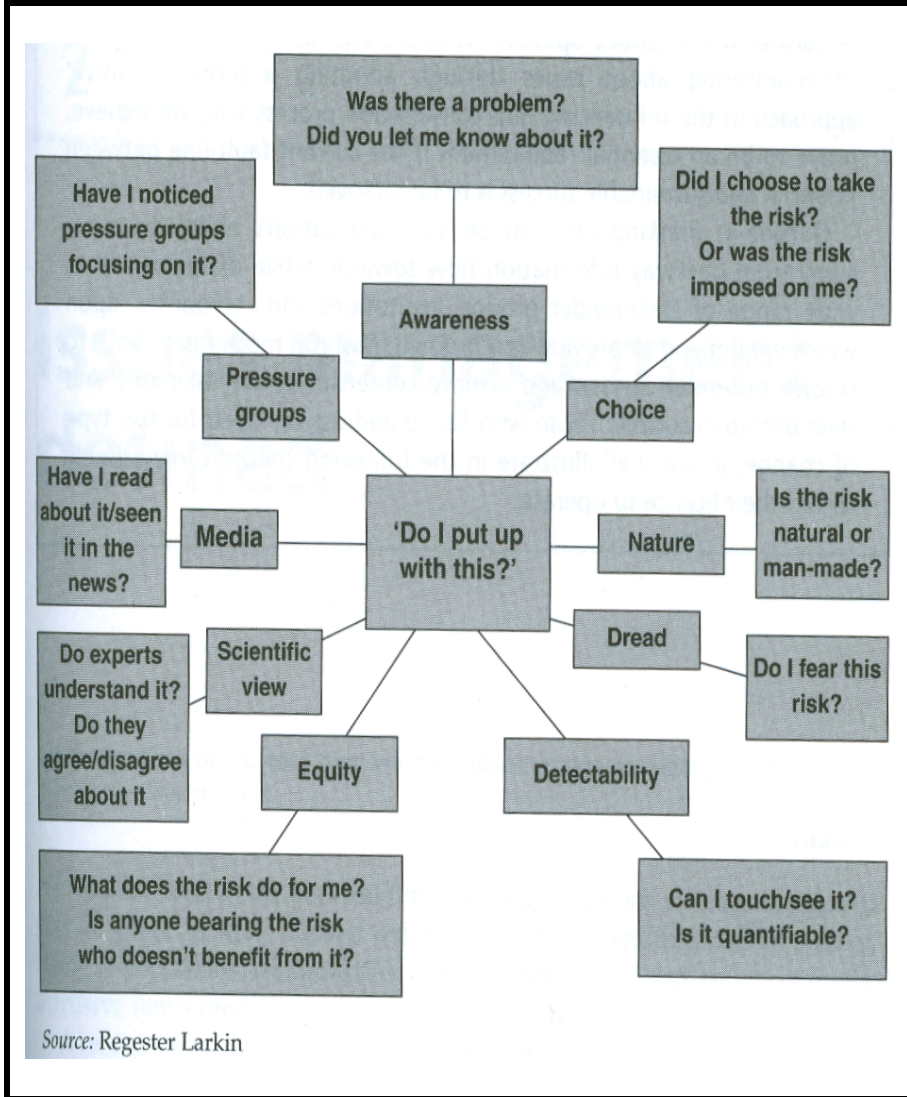 Was there a problem?
Did you let me know about it?
Have I noticed
pressure groups
focusing on it?
Did I choose to take
the risk?
Or was the risk
imposed on me?
Awareness
Pressure
groups
Choice
Have I read
about it/seen
it in the
news?
Media
'Do I put up
with this?'
Nature
Is the risk
natural or
man-made?
Do experts
understand it?
Do they
agree/disagree
about it
Scientific
view
Dread
Do I fear this
risk?
Equity
Detectability
What does the risk do for me?
Is anyone bearing the risk
who doesn't benefit from it?
Can I touch/see it?
Is it quantifiable?
Source: Regester Larkin